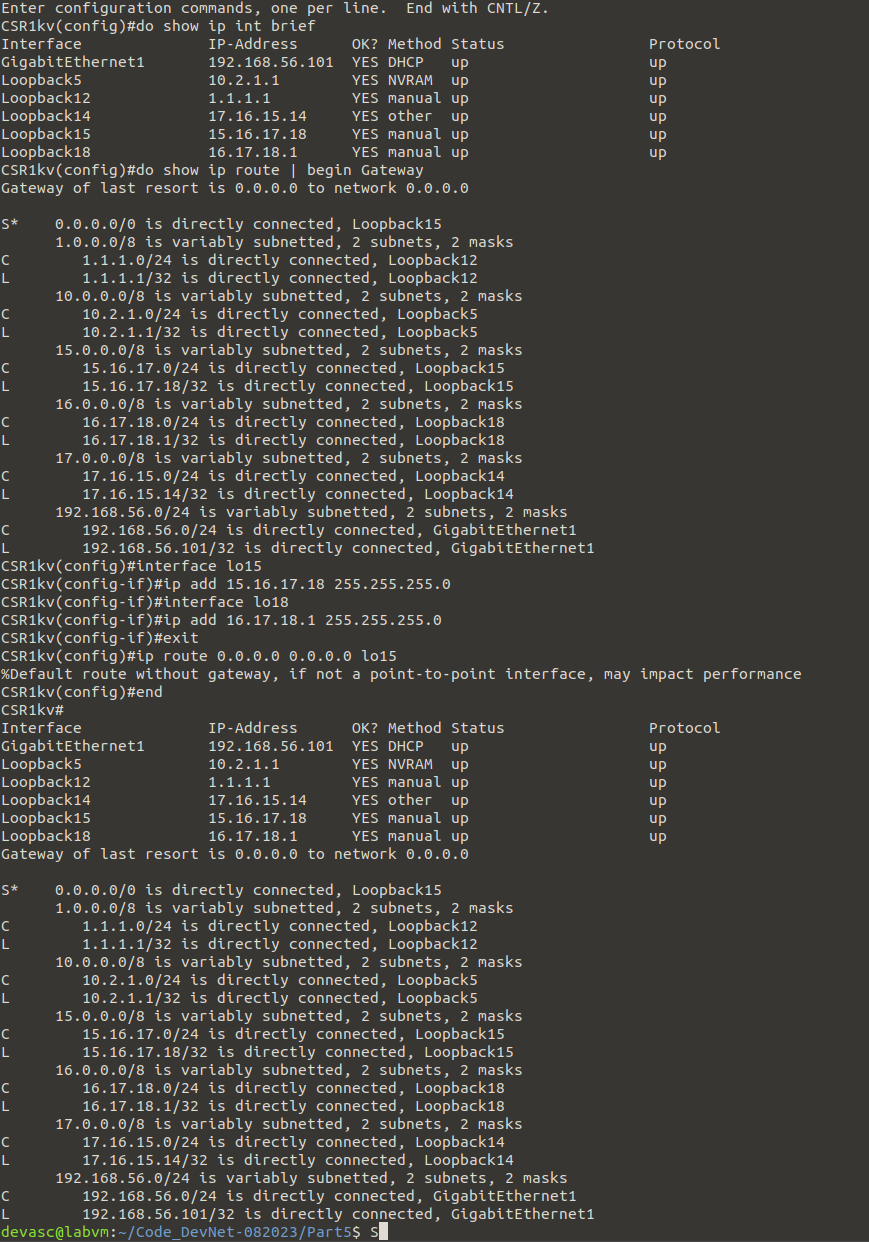 Enter configuration commands, one per line.  End with CNTL/Z.
CSR1kv(config)#do show ip int brief
Interface              IP-Address      OK? Method Status                Protocol
GigabitEthernet1       192.168.56.101  YES DHCP   up                    up
Loopback5              10.2.1.1        YES NVRAM  up                    up
Loopback12             1.1.1.1         YES manual up                    up
Loopback14             17.16.15.14     YES other  up                    up
Loopback15             15.16.17.18     YES manual up                    up
Loopback18             16.17.18.1      YES manual up                    up
CSR1kv(config)#do show ip route | begin Gateway
Gateway of last resort is 0.0.0.0 to network 0.0.0.0

S*    0.0.0.0/0 is directly connected, Loopback15
      1.0.0.0/8 is variably subnetted, 2 subnets, 2 masks
C        1.1.1.0/24 is directly connected, Loopback12
L        1.1.1.1/32 is directly connected, Loopback12
      10.0.0.0/8 is variably subnetted, 2 subnets, 2 masks
C        10.2.1.0/24 is directly connected, Loopback5
L        10.2.1.1/32 is directly connected, Loopback5
      15.0.0.0/8 is variably subnetted, 2 subnets, 2 masks
C        15.16.17.0/24 is directly connected, Loopback15
L        15.16.17.18/32 is directly connected, Loopback15
      16.0.0.0/8 is variably subnetted, 2 subnets, 2 masks
C        16.17.18.0/24 is directly connected, Loopback18
L        16.17.18.1/32 is directly connected, Loopback18
      17.0.0.0/8 is variably subnetted, 2 subnets, 2 masks
C        17.16.15.0/24 is directly connected, Loopback14
L        17.16.15.14/32 is directly connected, Loopback14
      192.168.56.0/24 is variably subnetted, 2 subnets, 2 masks
C        192.168.56.0/24 is directly connected, GigabitEthernet1
L        192.168.56.101/32 is directly connected, GigabitEthernet1
CSR1kv(config)#interface lo15
CSR1kv(config-if)#ip add 15.16.17.18 255.255.255.0
CSR1kv(config-if)#interface lo18
CSR1kv(config-if)#ip add 16.17.18.1 255.255.255.0
CSR1kv(config-if)#exit
CSR1kv(config)#ip route 0.0.0.0 0.0.0.0 lo15
%Default route without gateway, if not a point-to-point interface, may impact performance
CSR1kv(config)#end
CSR1kv#
Interface              IP-Address      OK? Method Status                Protocol
GigabitEthernet1       192.168.56.101  YES DHCP   up                    up
Loopback5              10.2.1.1        YES NVRAM  up                    up
Loopback12             1.1.1.1         YES manual up                    up
Loopback14             17.16.15.14     YES other  up                    up
Loopback15             15.16.17.18     YES manual up                    up
Loopback18             16.17.18.1      YES manual up                    up
Gateway of last resort is 0.0.0.0 to network 0.0.0.0

S*    0.0.0.0/0 is directly connected, Loopback15
      1.0.0.0/8 is variably subnetted, 2 subnets, 2 masks
C        1.1.1.0/24 is directly connected, Loopback12
L        1.1.1.1/32 is directly connected, Loopback12
      10.0.0.0/8 is variably subnetted, 2 subnets, 2 masks
C        10.2.1.0/24 is directly connected, Loopback5
L        10.2.1.1/32 is directly connected, Loopback5
      15.0.0.0/8 is variably subnetted, 2 subnets, 2 masks
C        15.16.17.0/24 is directly connected, Loopback15
L        15.16.17.18/32 is directly connected, Loopback15
      16.0.0.0/8 is variably subnetted, 2 subnets, 2 masks
C        16.17.18.0/24 is directly connected, Loopback18
L        16.17.18.1/32 is directly connected, Loopback18
      17.0.0.0/8 is variably subnetted, 2 subnets, 2 masks
C        17.16.15.0/24 is directly connected, Loopback14
L        17.16.15.14/32 is directly connected, Loopback14
      192.168.56.0/24 is variably subnetted, 2 subnets, 2 masks
C        192.168.56.0/24 is directly connected, GigabitEthernet1
L        192.168.56.101/32 is directly connected, GigabitEthernet1
devasc@labvm:~/Code_DevNet-082023/Part5$ S